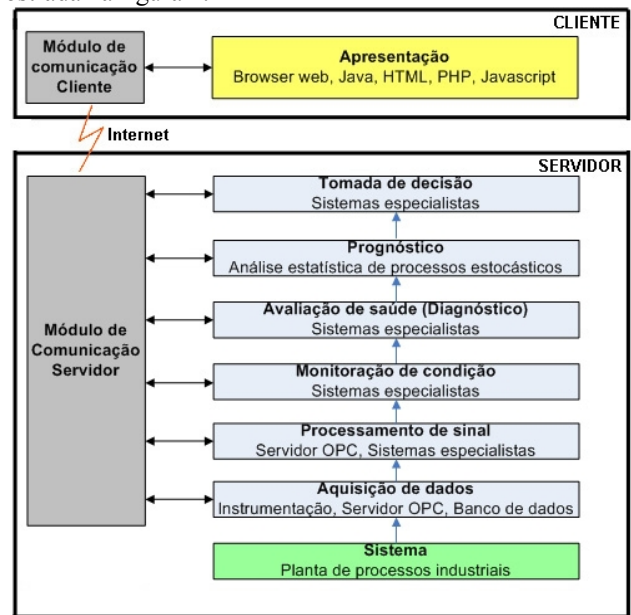 CLIENTE
Módulo de
comunicação
Cliente
Apresentação
Browser web, Java, HTML, PHP, Javascript
Internet
SERVIDOR
Módulo de
Comunicação
Servidor
Tomada de decisão
Sistemas especialistas
Prognóstico
Análise estatística de processos estocásticos
Avaliação de saúde (Diagnóstico)
Sistemas especialistas
Monitoração de condição
Sistemas especialistas
Processamento de sinal
Servidor OPC, Sistemas especialistas
Aquisição de dados
Instrumentação, Servidor OPC, Banco de dados
Sistema
Planta de processos industriais